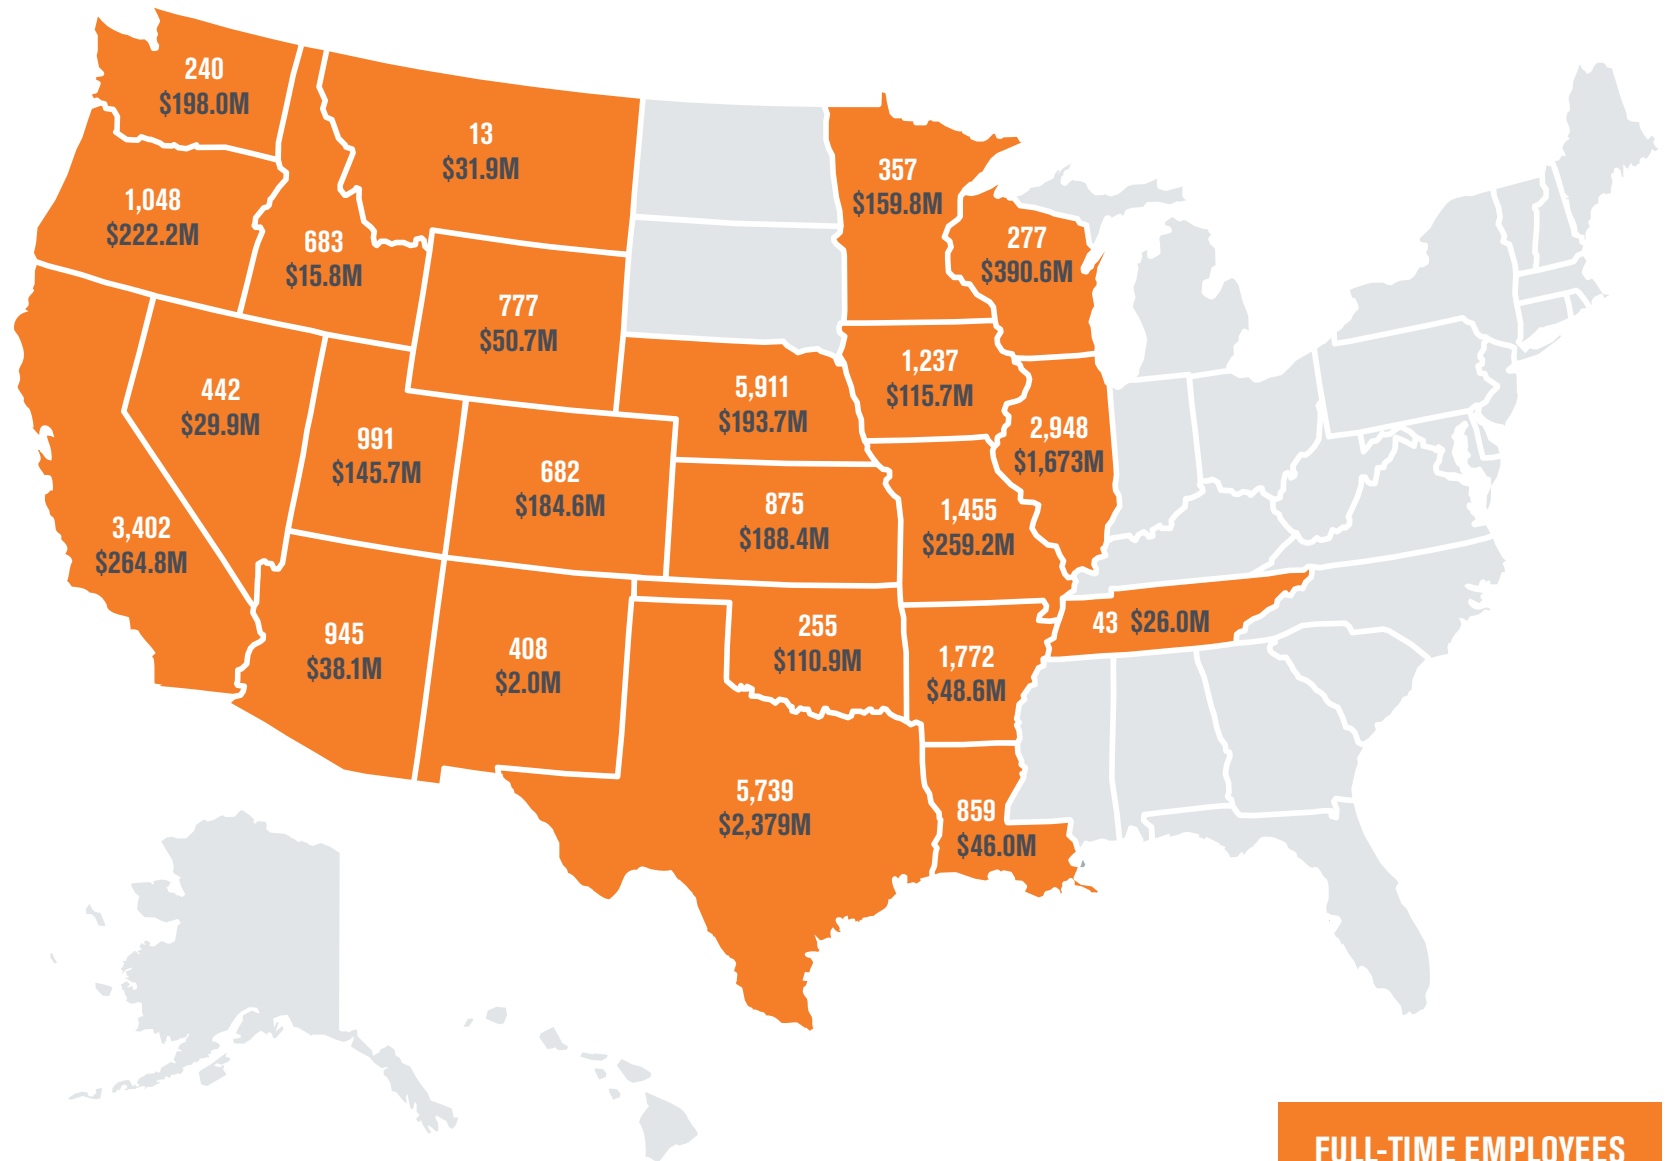 240
$198.0M
13
$31.9M
357
$159.8M
1,048
$222.2M
683
$15.8M
277
$390.6M
777
$50.7M
1,237
$115.7M
442
$29.9M
5,911
$193.7M
2,948
$1,673M
991
$145.7M
682
$184.6M
875
$188.4M
1,455
$259.2M
3,402
$264.8M
945
$38.1M
408
$2.0M
255
$110.9M
1,772
$48.6M
43 $26.0M
5,739
$2,379M
859
$46.0M
FULL-TIME EMPLOYEES